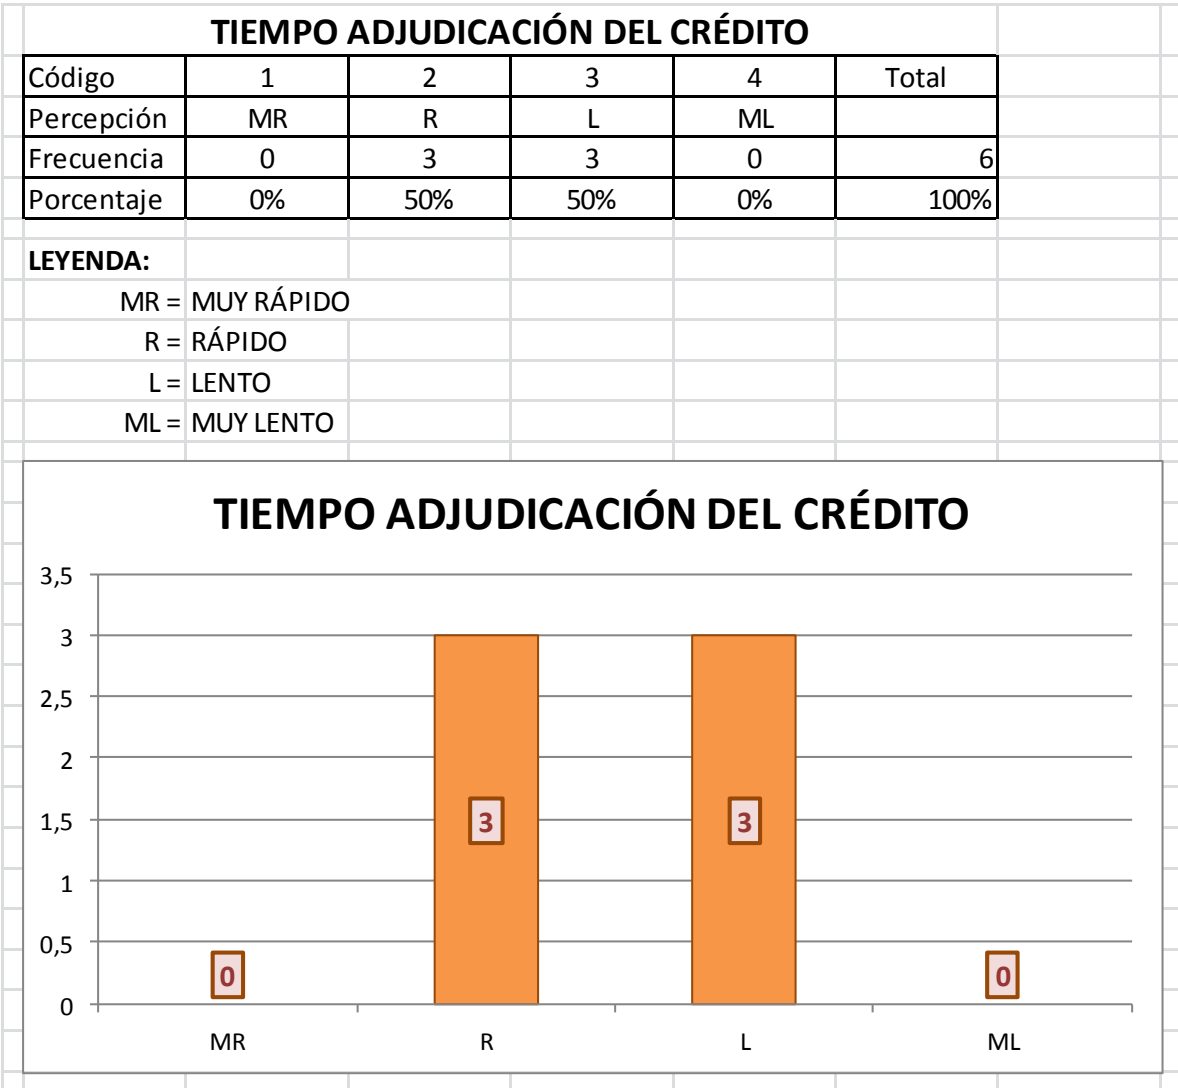 TIEMPO ADJUDICACIÓN DEL CRÉDITO
Código 1 2 3 4 Total
Percepción MR R L ML
Frecuencia 0 3 3 0 6
Porcentaje 0% 50% 50% 0% 100%
LEYENDA:
MR = MUY RÁPIDO
R = RÁPIDO
L = LENTO
ML = MUY LENTO
TIEMPO ADJUDICACIÓN DEL CRÉDITO
3,5
3
2,5
2
1,5
3 3
1
0,5
0 0
0
MR R L ML